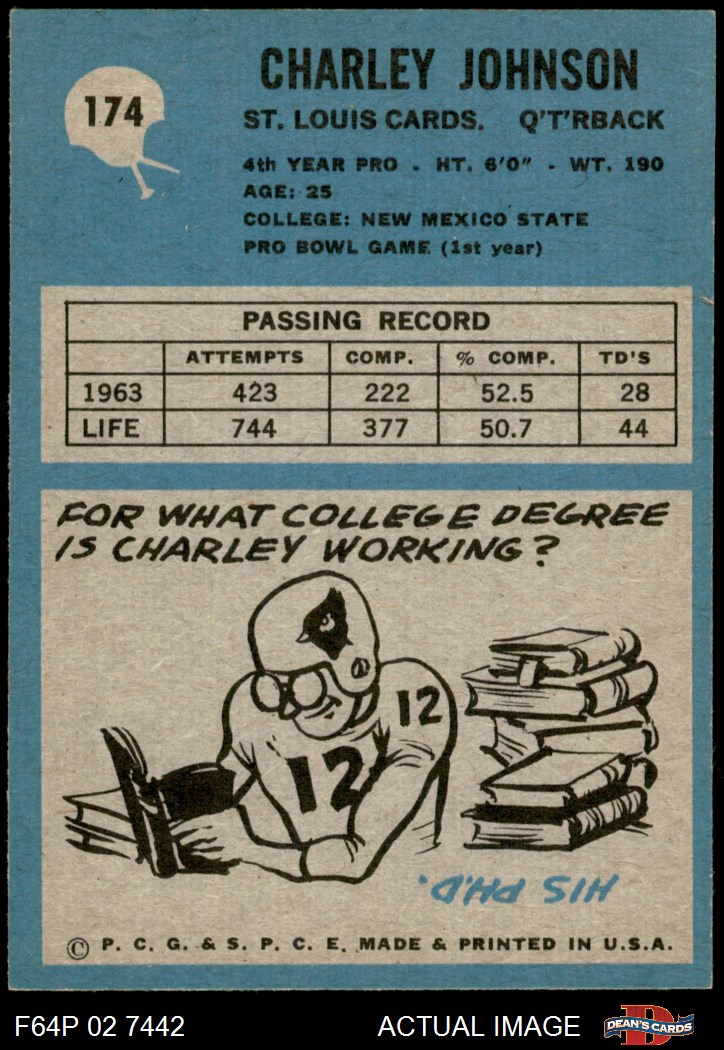 174
CHARLEY JOHNSON
ST. LOUIS CARDS. Q'T'RBACK
4th YEAR PRO - HT. 6'0" - WT. 190
AGE: 25
COLLEGE: NEW MEXICO STATE
PRO BOWL GAME (1st year)
PASSING RECORD
ATTEMPTS COMP. % COMP. TD'S
1963 423 222 52.5 28
LIFE 744 377 50.7 44
FOR WHAT COLLEGE DEGREE
IS CHARLEY WORKING?
12
12
HIS PH.D.
© P. C. G. & S. P. C. E. MADE & PRINTED IN U.S.A.
F64P 02 7442 ACTUAL IMAGE D DEAN'S CARDS